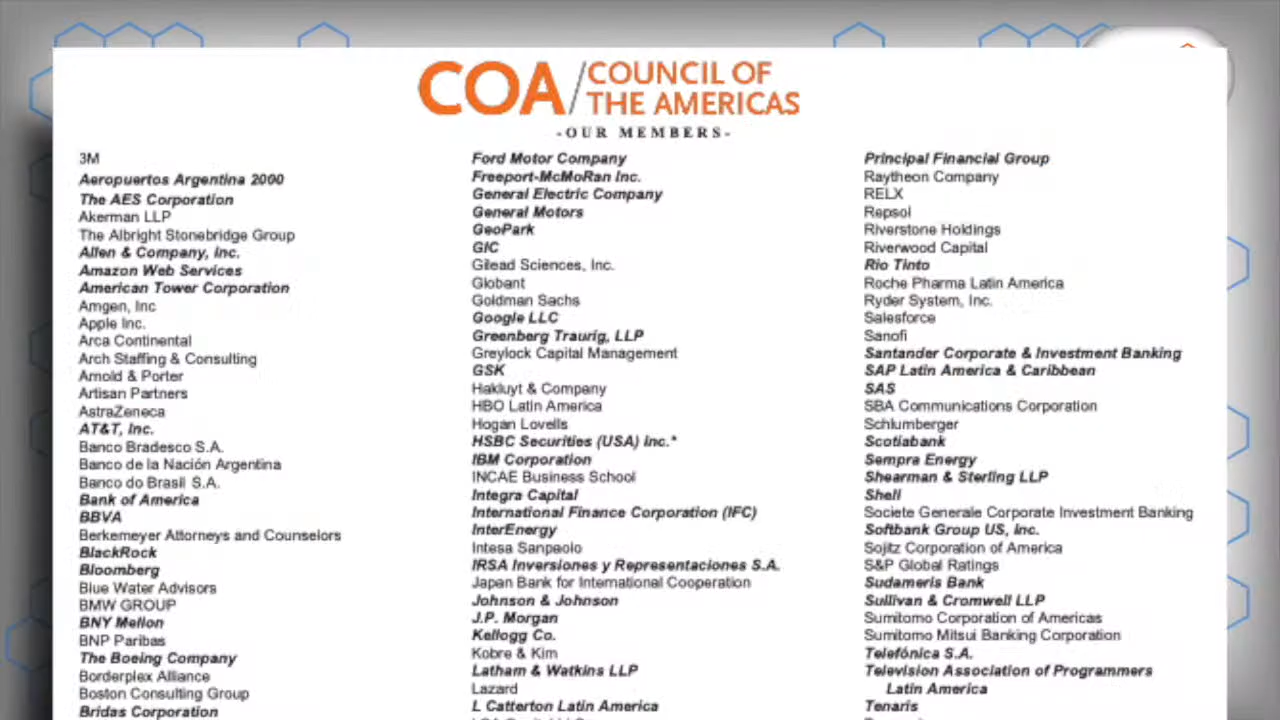 COA/COUNCIL OF
THE AMERICAS
-OUR MEMBERS-
3M
Aeropuertos Argentina 2000
The AES Corporation
Akerman LLP
The Albright Stonebridge Group
Allen & Company, Inc.
Amazon Web Services
American Tower Corporation
Amgen, Inc
Apple Inc.
Arca Continental
Arch Staffing & Consulting
Arnold & Porter
Artisan Partners
AstraZeneca
AT&T, Inc.
Banco Bradesco S.A.
Banco de la Nación Argentina
Banco do Brasil S.A.
Bank of America
BBVA
Berkemeyer Attorneys and Counselors
BlackRock
Bloomberg
Blue Water Advisors
BMW GROUP
BNY Mellon
BNP Paribas
The Boeing Company
Borderplex Alliance
Boston Consulting Group
Bridas Corporation
Ford Motor Company
Freeport-McMoRan Inc.
General Electric Company
General Motors
GeoPark
GIC
Gilead Sciences, Inc.
Globant
Goldman Sachs
Google LLC
Greenberg Traurig, LLP
Greylock Capital Management
GSK
Hakluyt & Company
HBO Latin America
Hogan Lovells
HSBC Securities (USA) Inc.*
IBM Corporation
INCAE Business School
Integra Capital
International Finance Corporation (IFC)
InterEnergy
Intesa Sanpaolo
IRSA Inversiones y Representaciones S.A.
Japan Bank for International Cooperation
Johnson & Johnson
J.P. Morgan
Kellogg Co.
Kobre & Kim
Latham & Watkins LLP
Lazard
L Catterton Latin America
Principal Financial Group
Raytheon Company
RELX
Repsol
Riverstone Holdings
Riverwood Capital
Rio Tinto
Roche Pharma Latin America
Ryder System, Inc.
Salesforce
Sanofi
Santander Corporate & Investment Banking
SAP Latin America & Caribbean
SAS
SBA Communications Corporation
Schlumberger
Scotiabank
Sempra Energy
Shearman & Sterling LLP
Shell
Societe Generale Corporate Investment Banking
Softbank Group US, Inc.
Sojitz Corporation of America
S&P Global Ratings
Sudameris Bank
Sullivan & Cromwell LLP
Sumitomo Corporation of Americas
Sumitomo Mitsui Banking Corporation
Telefónica S.A.
Television Association of Programmers
Latin America
Tenaris